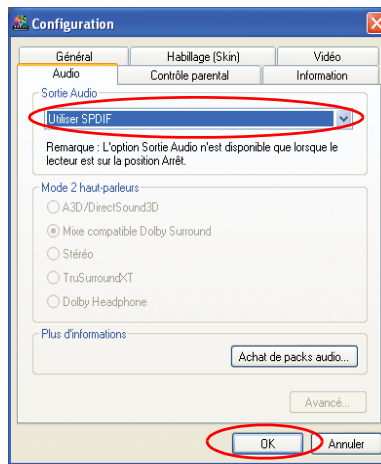 Configuration
Général Habillage (Skin) Vidéo
Audio Contrôle parental Information
Sortie Audio
Utiliser SPDIF
Remarque : L'option Sortie Audio n'est disponible que lorsque le
lecteur est sur la position Arrêt.
Mode 2 haut-parleurs
A3D/DirectSound3D
Mixe compatible Dolby Surround
Stéréo
TruSurroundXT
Dolby Headphone
Plus d'informations
Achat de packs audio...
Avancé...
OK Annuler